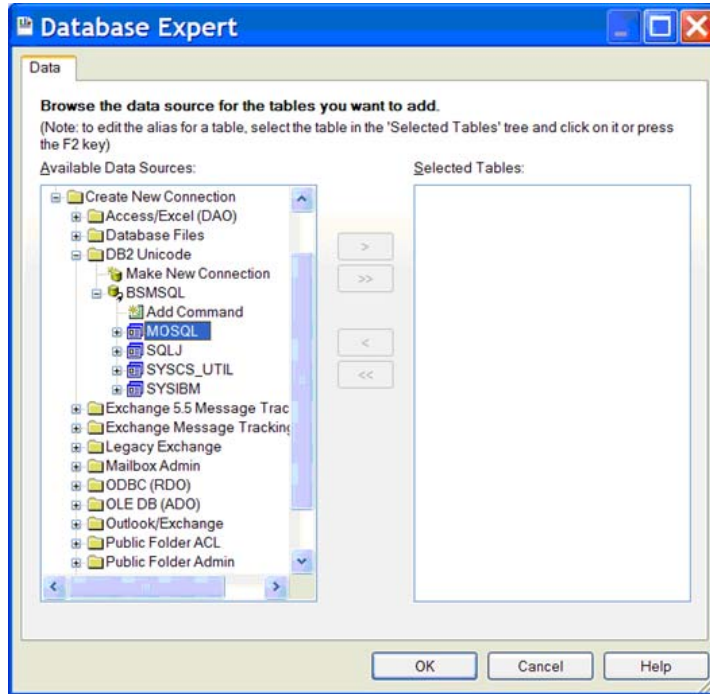 Database Expert
Data
Browse the data source for the tables you want to add.
(Note: to edit the alias for a table, select the table in the 'Selected Tables' tree and click on it or press
the F2 key)
Available Data Sources:
Selected Tables:
Create New Connection
Access/Excel (DAO)
Database Files
DB2 Unicode
Make New Connection
BSMSQL
Add Command
MOSQL
SQLJ
SYSCS_UTIL
SYSIBM
Exchange 5.5 Message Trac
Exchange Message Tracking
Legacy Exchange
Mailbox Admin
ODBC (RDO)
OLE DB (ADO)
Outlook/Exchange
Public Folder ACL
Public Folder Admin
>
>>
<
<<
OK
Cancel
Help